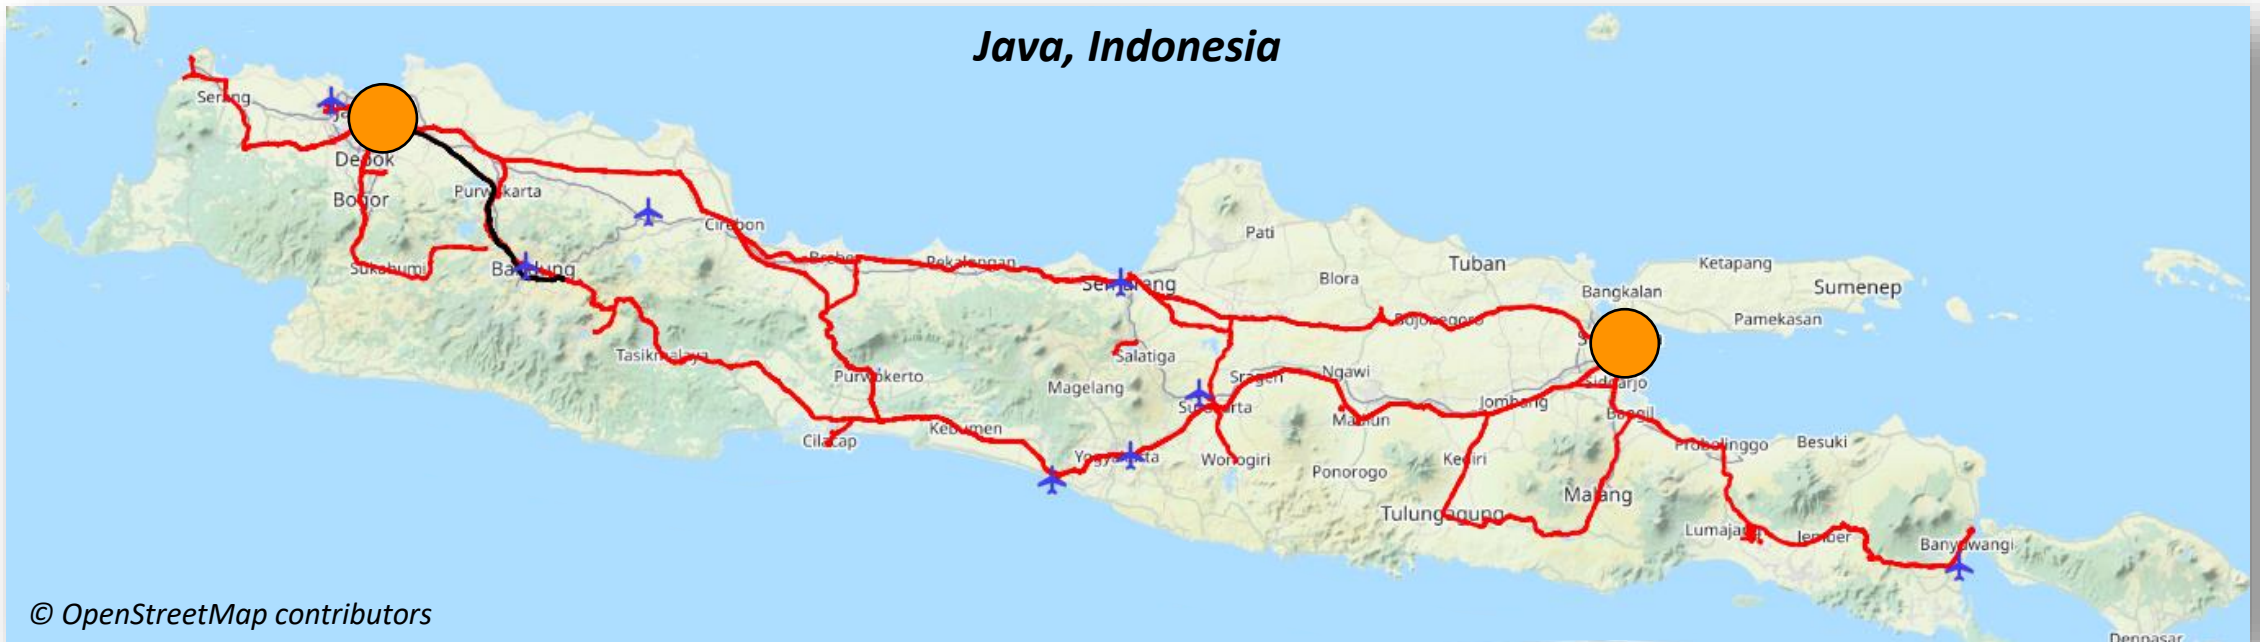 Java, Indonesia
Serang
Depok
Bogor
Purwakarta
Sukabumi
Bandung
Cirebon
Brebes
Pekalongan
Semarang
Pati
Blora
Tuban
Bangkalan
Ketapang
Sumenep
Pamekasan
Bojonegoro
Tasikmalaya
Purwokerto
Salatiga
Magelang
Sragen
Ngawi
Surakarta
Madiun
Jombang
Sidoarjo
Bangil
Cilacap
Kebumen
Yogyakarta
Wonogiri
Ponorogo
Kediri
Probolinggo
Besuki
Malang
Tulungagung
Lumajang
Jember
Banyuwangi
Denpasar
© OpenStreetMap contributors